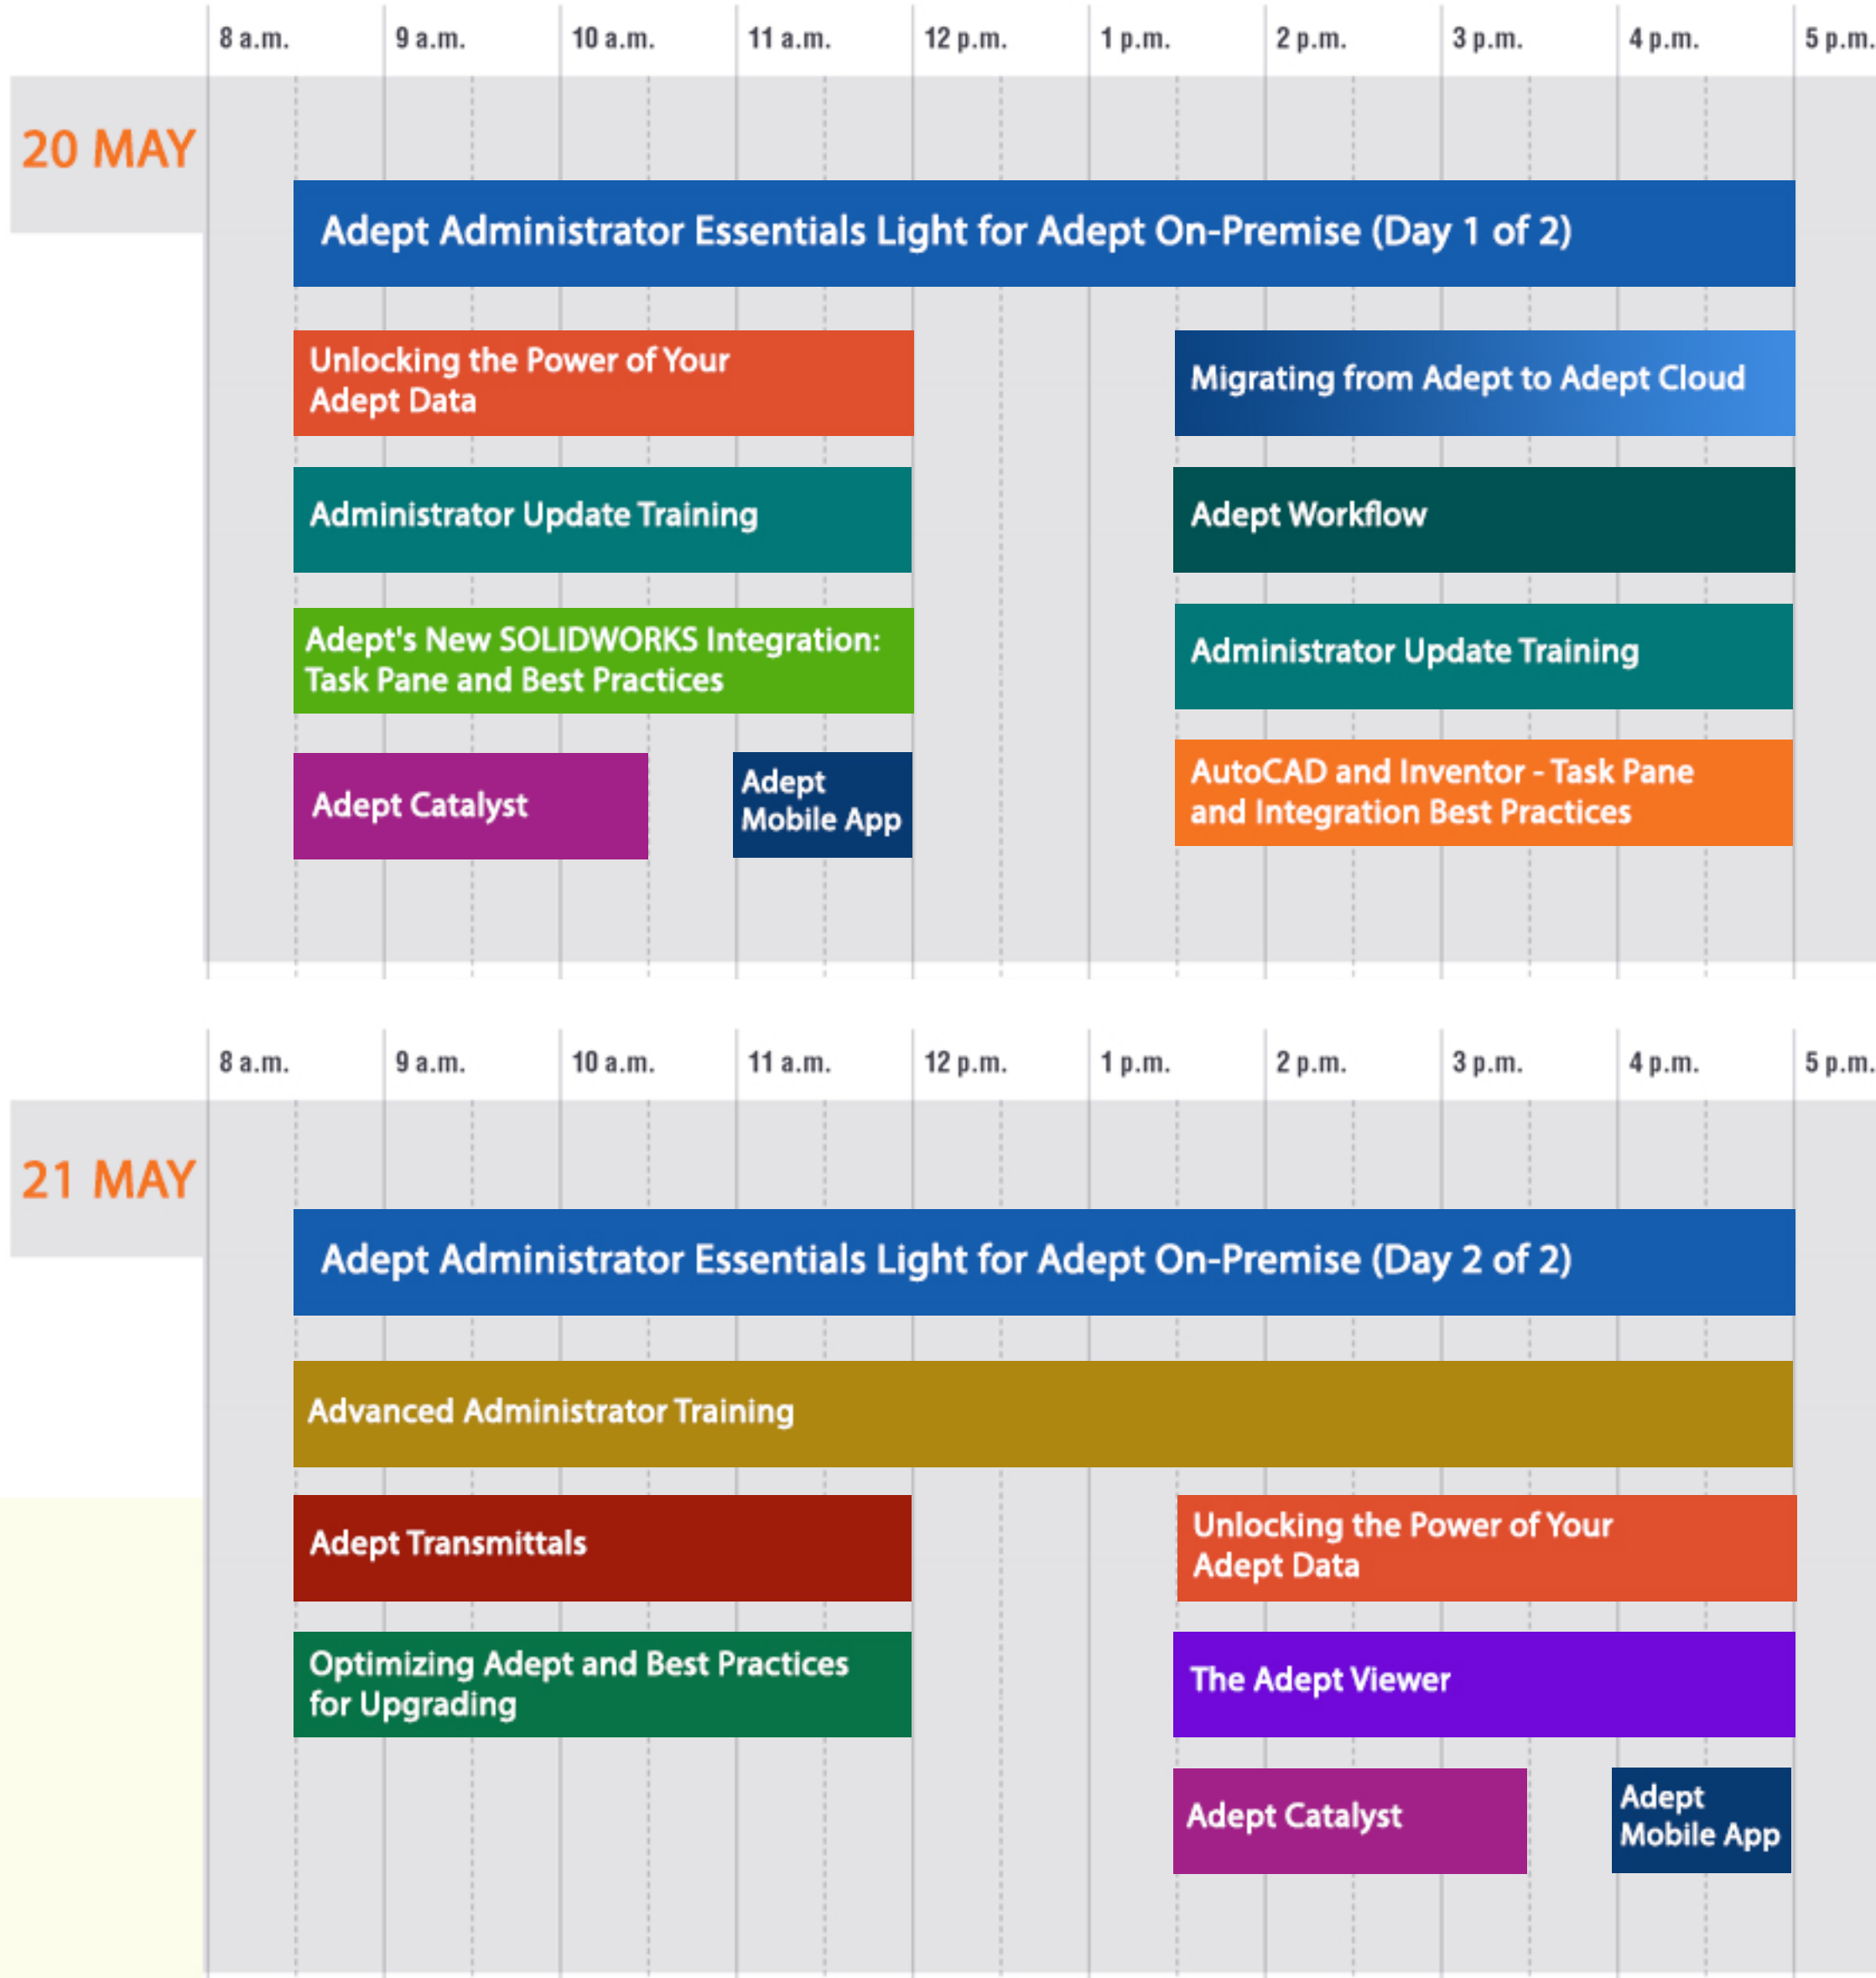 8 a.m. 9 a.m. 10 a.m. 11 a.m. 12 p.m. 1 p.m. 2 p.m. 3 p.m. 4 p.m. 5 p.m.
20 MAY
Adept Administrator Essentials Light for Adept On-Premise (Day 1 of 2)
Unlocking the Power of Your
Adept Data
Migrating from Adept to Adept Cloud
Administrator Update Training
Adept Workflow
Adept's New SOLIDWORKS Integration:
Task Pane and Best Practices
Administrator Update Training
Adept Catalyst
Adept
Mobile App
AutoCAD and Inventor - Task Pane
and Integration Best Practices
8 a.m. 9 a.m. 10 a.m. 11 a.m. 12 p.m. 1 p.m. 2 p.m. 3 p.m. 4 p.m. 5 p.m.
21 MAY
Adept Administrator Essentials Light for Adept On-Premise (Day 2 of 2)
Advanced Administrator Training
Adept Transmittals
Unlocking the Power of Your
Adept Data
Optimizing Adept and Best Practices
for Upgrading
The Adept Viewer
Adept Catalyst
Adept
Mobile App